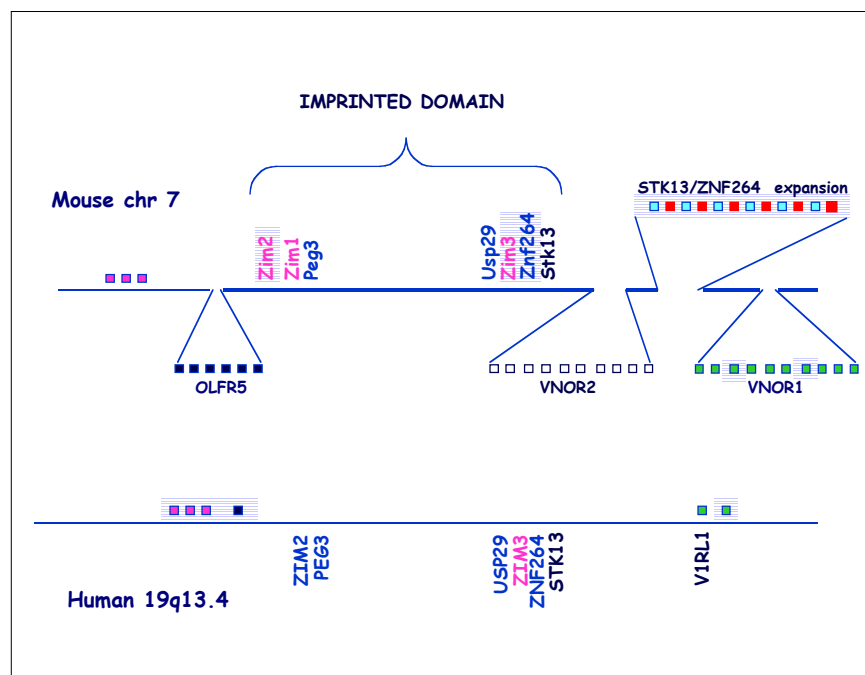 IMPRINTED DOMAIN
Mouse chr 7
STK13/ZNF264 expansion
Zim2
Zim1
Peg3
Usp29
Zim3
Znf264
Stk13
OLFR5
VNOR2
VNOR1
ZIM2
PEG3
USP29
ZIM3
ZNF264
STK13
V1RL1
Human 19q13.4